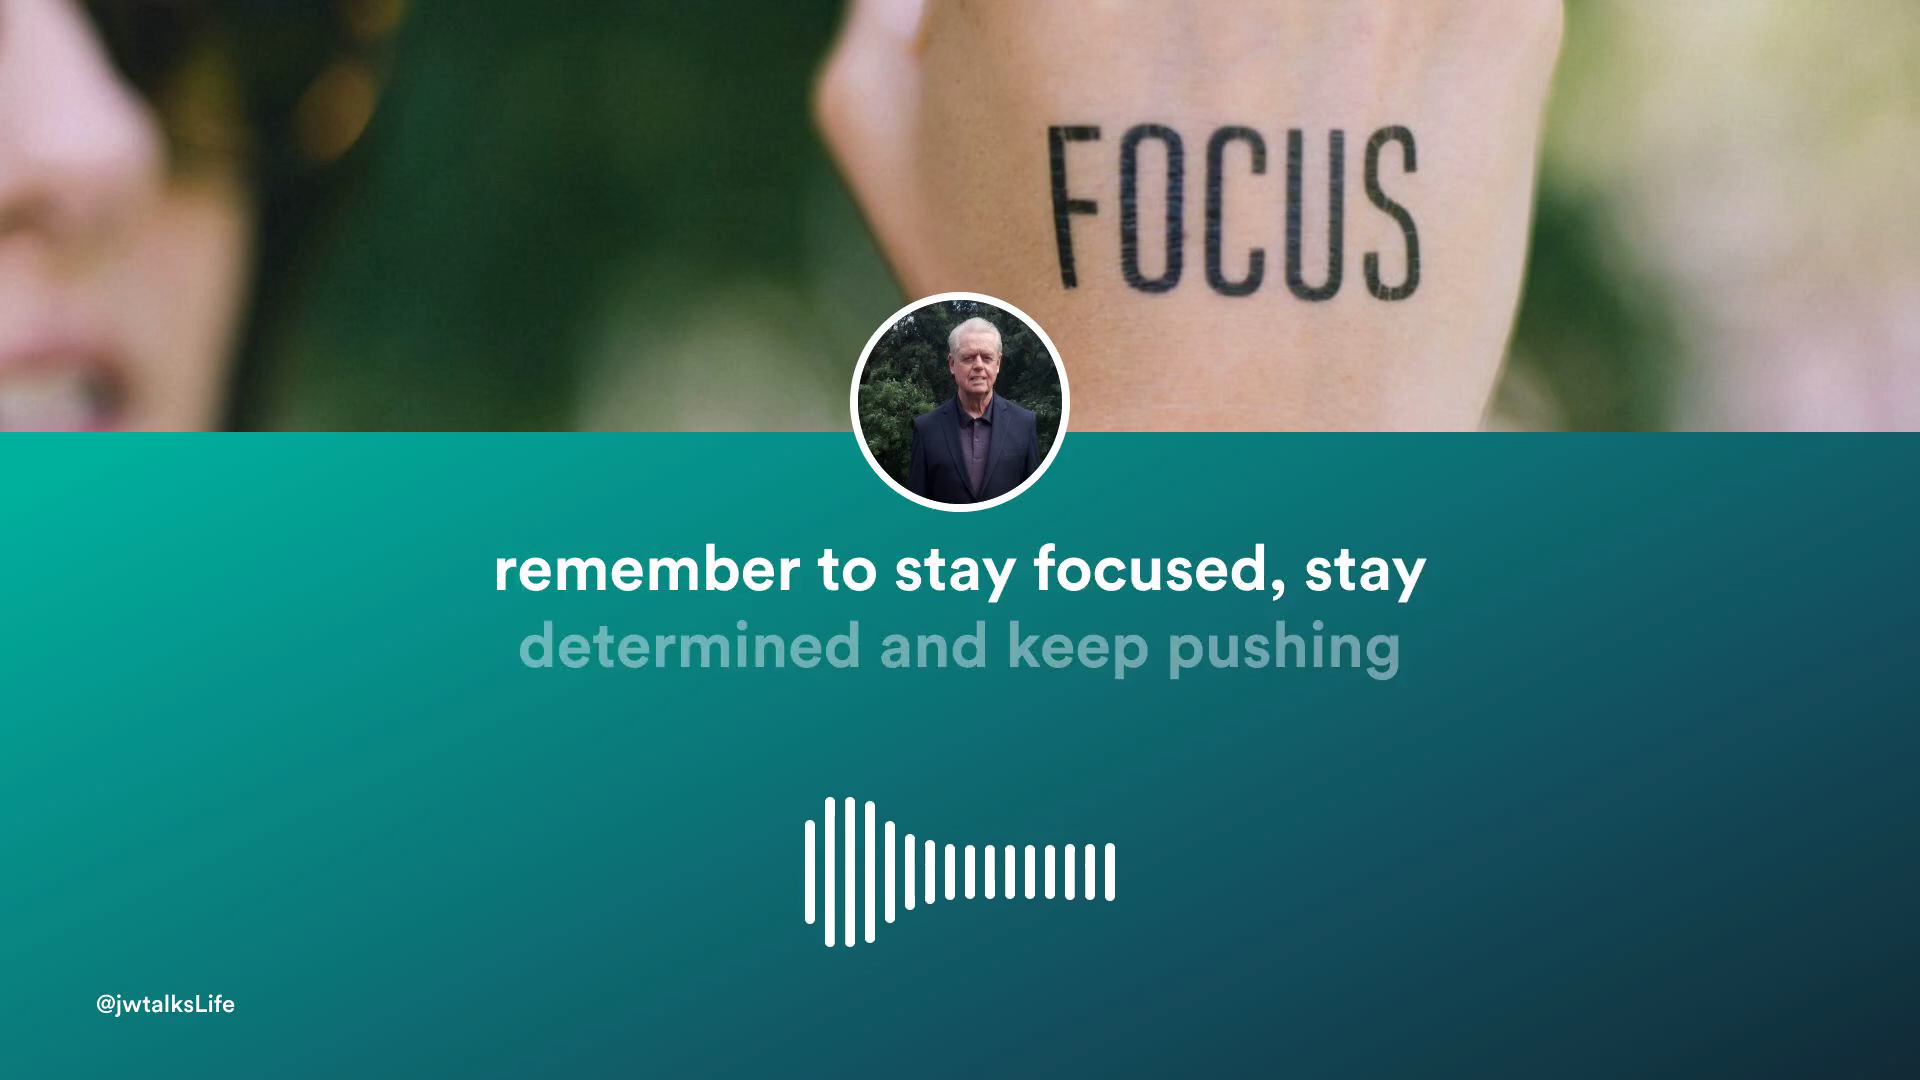 FOCUS
remember to stay focused, stay
determined and keep pushing
@jwtalksLife